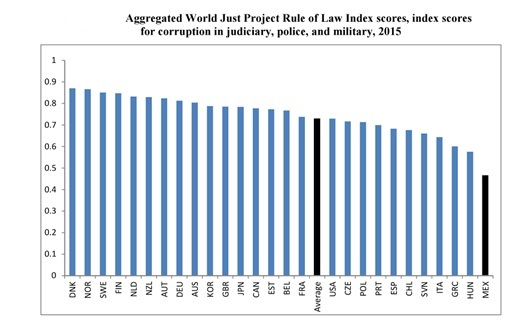 Aggregated World Just Project Rule of Law Index scores, index scores
for corruption in judiciary, police, and military, 2015
1
0.9
0.8
0.7
0.6
0.5
0.4
0.3
0.2
0.1
0
DNK
NOR
SWE
FIN
NLD
NZL
AUT
DEU
AUS
KOR
GBR
JPN
CAN
EST
BEL
FRA
Average
USA
CZE
POL
PRT
ESP
CHL
SVN
ITA
GRC
HUN
MEX